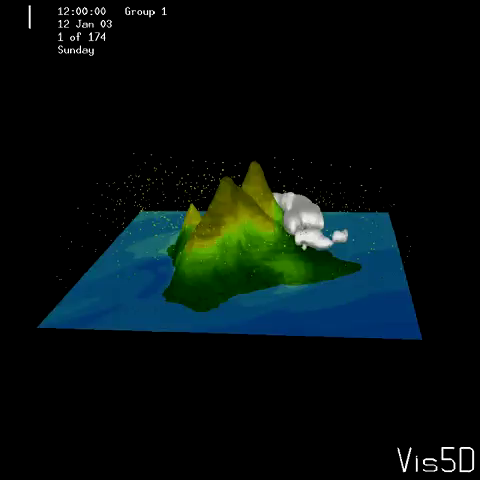 12:00:00 Group 1
12 Jan 03
1 of 174
Sunday
Vis5D